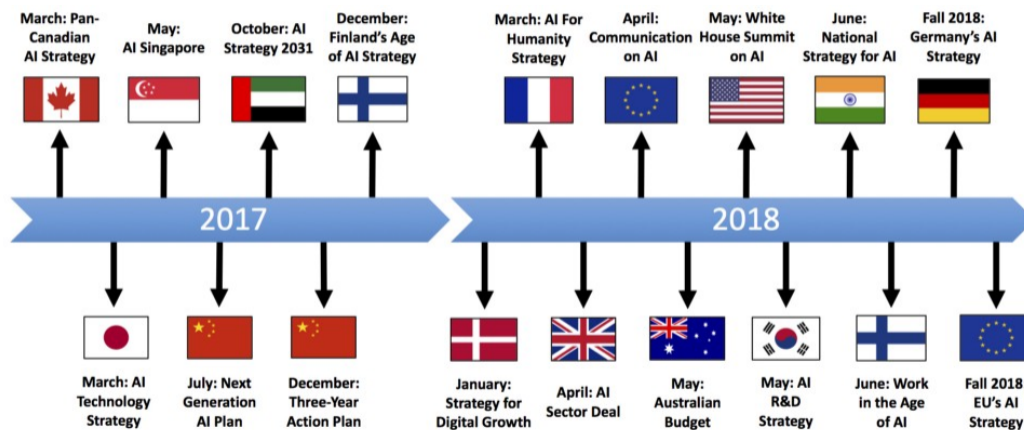 March: Pan-
Canadian
AI Strategy
May:
AI Singapore
October: AI
Strategy 2031
December:
Finland's Age
of AI Strategy
March: AI For
Humanity
Strategy
April:
Communication
on AI
May: White
House Summit
on AI
June:
National
Strategy for AI
Fall 2018:
Germany's AI
Strategy
2017
2018
March: AI
Technology
Strategy
July: Next
Generation
AI Plan
December:
Three-Year
Action Plan
January:
Strategy for
Digital Growth
April: AI
Sector Deal
May:
Australian
Budget
May: AI
R&D
Strategy
June: Work
in the Age
of AI
Fall 2018
EU's AI
Strategy